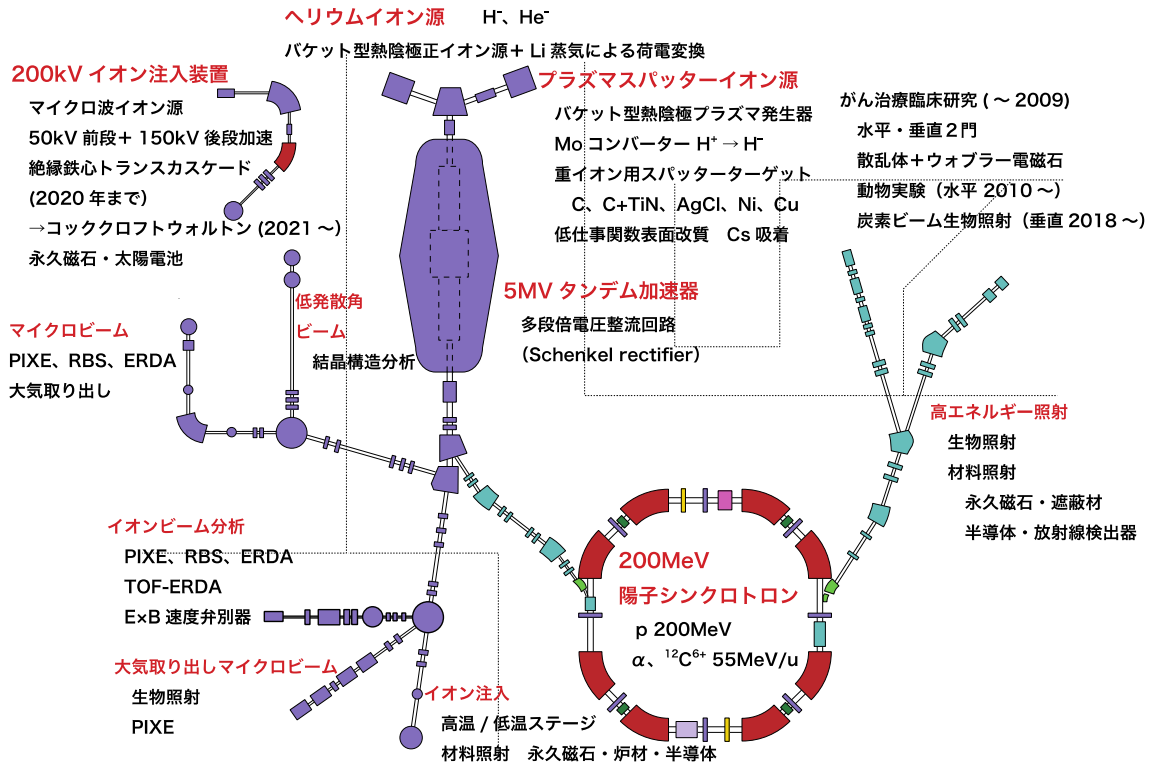 ヘリウムイオン源 H⁻、He⁻
バケット型熱陰極正イオン源＋ Li 蒸気による荷電変換
200kV イオン注入装置
マイクロ波イオン源
50kV 前段＋ 150kV 後段加速
絶縁鉄心トランスカスケード
(2020 年まで)
→コッククロフトウォルトン (2021 〜)
永久磁石・太陽電池
プラズマスパッターイオン源
バケット型熱陰極プラズマ発生器
Mo コンバーター H⁺ → H⁻
重イオン用スパッターターゲット
C、C+TiN、AgCl、Ni、Cu
低仕事関数表面改質 Cs 吸着
がん治療臨床研究 ( 〜 2009)
水平・垂直２門
散乱体＋ウォブラー電磁石
動物実験（水平 2010 〜）
炭素ビーム生物照射（垂直 2018 〜）
5MV タンデム加速器
多段倍電圧整流回路
（Schenkel rectifier）
低発散角
ビーム
結晶構造分析
マイクロビーム
PIXE、RBS、ERDA
大気取り出し
高エネルギー照射
生物照射
材料照射
永久磁石・遮蔽材
半導体・放射線検出器
イオンビーム分析
PIXE、RBS、ERDA
TOF-ERDA
E×B 速度弁別器
200MeV
陽子シンクロトロン
p 200MeV
α、¹²C⁶⁺ 55MeV/u
大気取り出しマイクロビーム
生物照射
PIXE
イオン注入
高温 / 低温ステージ
材料照射 永久磁石・炉材・半導体